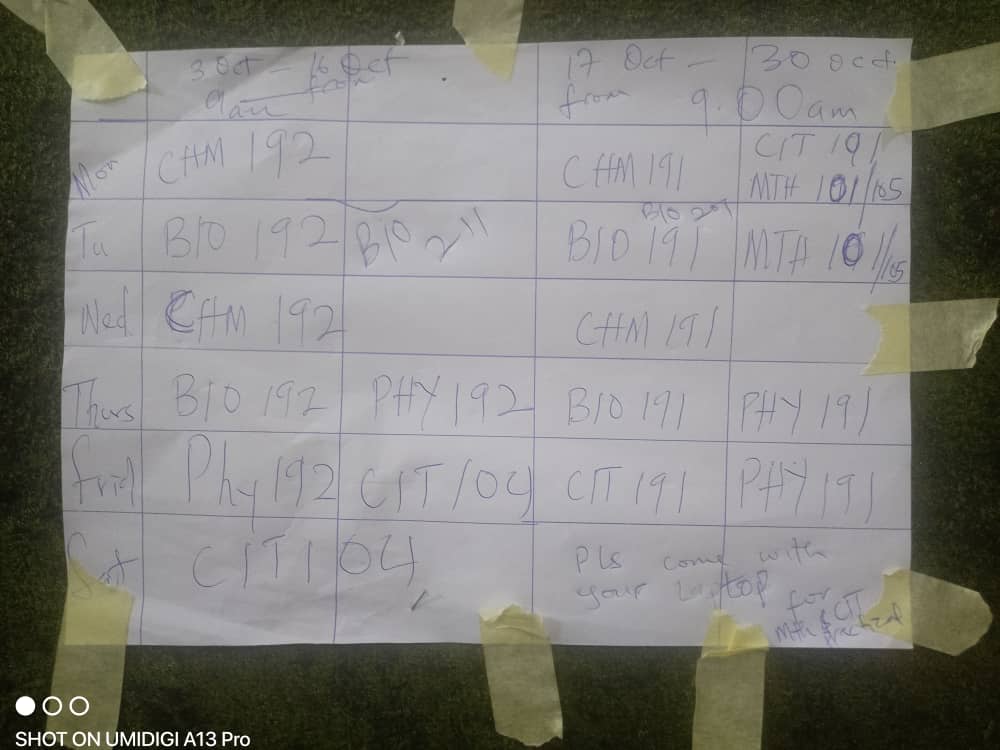 3 Oct - 16 Oct
from
9am
17 Oct - 30 Oct
from 9.00am
Mon CHM 192 CHM 191 CIT 191
MTH 101/105
BIO 201
Tu BIO 192 BIO 211 BIO 191 MTH 101/105
Wed CHM 192 CHM 191
Thurs BIO 192 PHY 192 BIO 191 PHY 191
Frid Phy 192 CIT 104 CIT 191 PHY 191
Sat CIT 104
Pls come with
your laptop for
Mth & CIT
practical
SHOT ON UMIDIGI A13 Pro